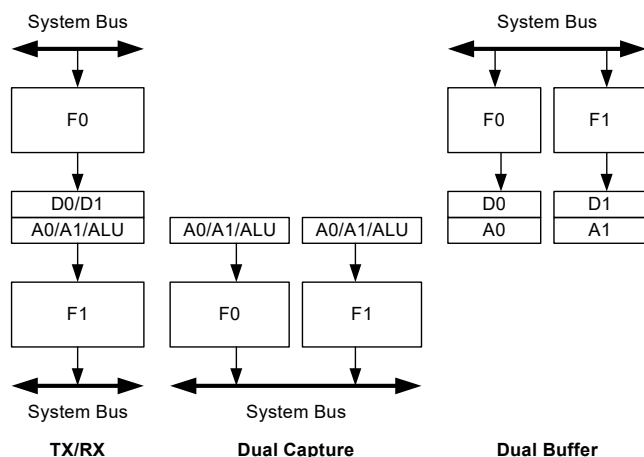 System Bus
System Bus
F0
F0
F1
D0/D1
D0
D1
A0/A1/ALU
A0/A1/ALU
A0/A1/ALU
A0
A1
F1
F0
F1
System Bus
System Bus
TX/RX
Dual Capture
Dual Buffer